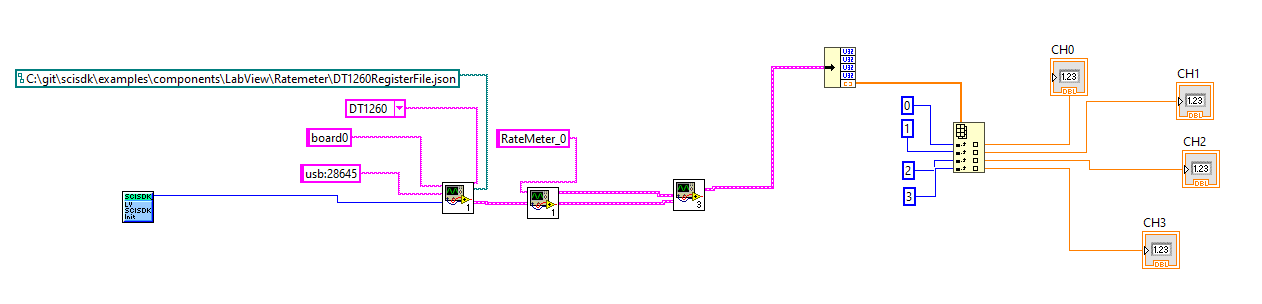 CH0
C:\git\scisdk\examples\components\LabView\Ratemeter\DT1260RegisterFile.json
U32
U32
U32
U32
1.23
DBL
CH1
1.23
DBL
DT1260
0
board0
RateMeter_0
1
CH2
usb:28645
2
1.23
DBL
SCISDK
LV
SCISDK
Init
1
1
3
3
CH3
1.23
DBL